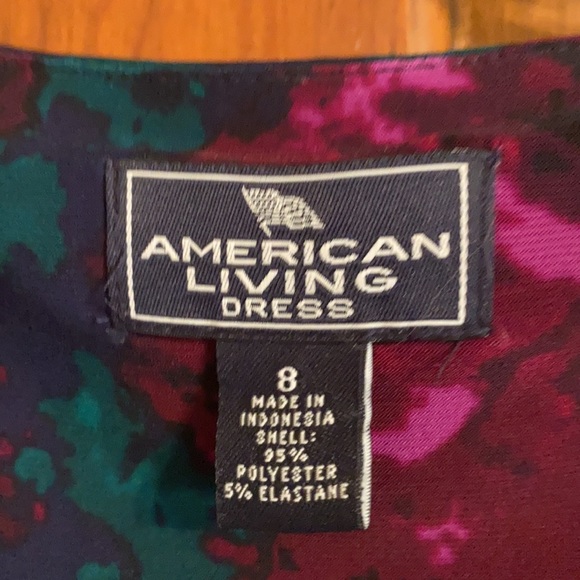 AMERICAN
LIVING
DRESS
8
MADE IN
INDONESIA
SHELL:
95%
POLYESTER
5% ELASTANE